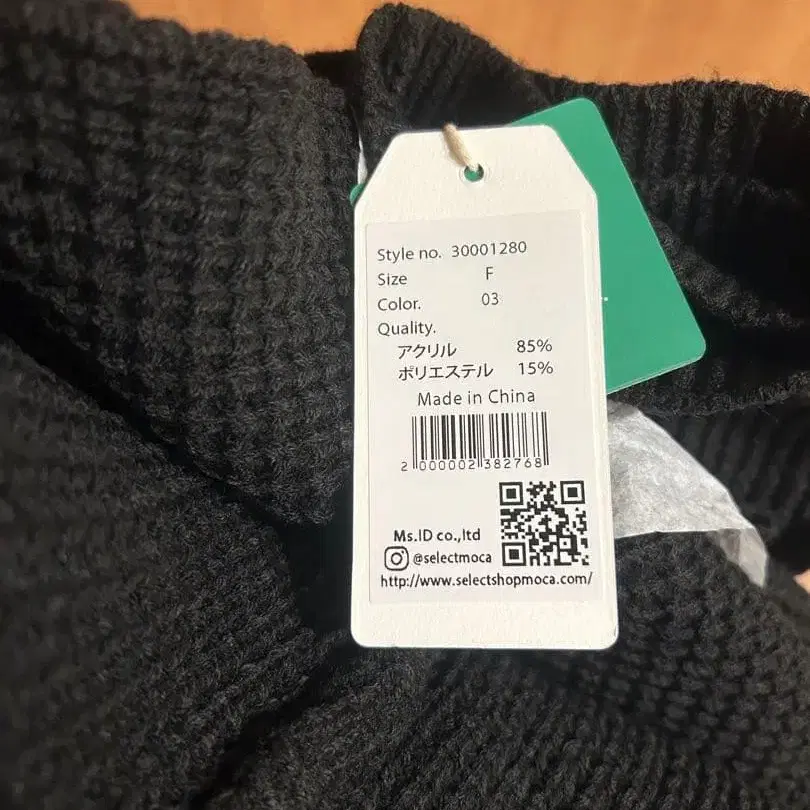 Style no. 30001280
Size F
Color. 03
Quality.
アクリル 85%
ポリエステル 15%
Made in China
2 000002 382768
Ms.ID co.,ltd
@selectmoca
http://www.selectshopmoca.com/